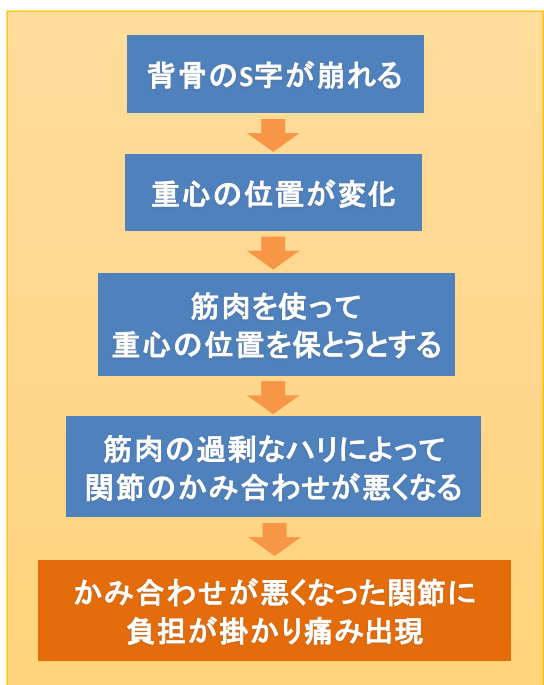 背骨のS字が崩れる
重心の位置が変化
筋肉を使って
重心の位置を保とうとする
筋肉の過剰なハリによって
関節のかみ合わせが悪くなる
かみ合わせが悪くなった関節に
負担が掛かり痛み出現